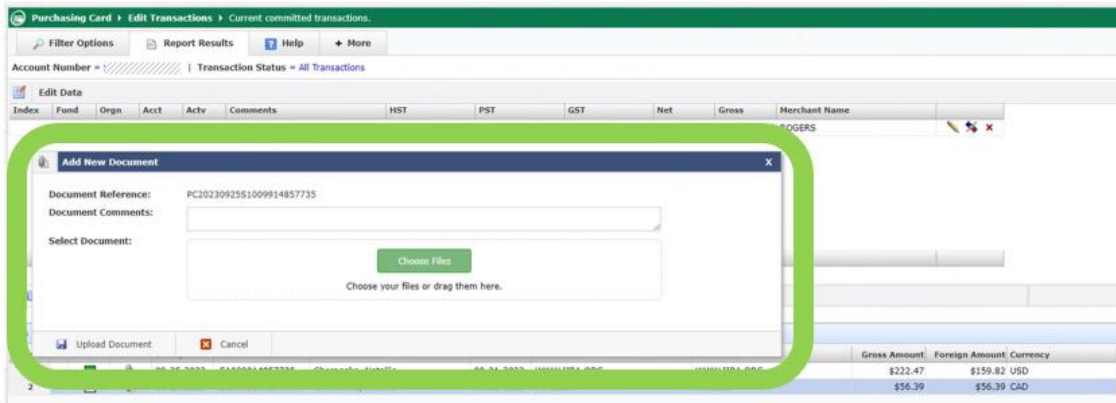 Purchasing Card › Edit Transactions › Current committed transactions.
Filter Options Report Results ? Help + More
Account Number = | Transaction Status = All Transactions
Edit Data
Index Fund Orgn Acct Actv Comments HST PST GST Net Gross Merchant Name
ROGERS
Add New Document X
Document Reference: PC20230925S1009914857735
Document Comments:
Select Document:
Choose Files
Choose your files or drag them here.
Upload Document Cancel
Gross Amount Foreign Amount Currency
$222.47 $159.82 USD
2 $56.39 $56.39 CAD